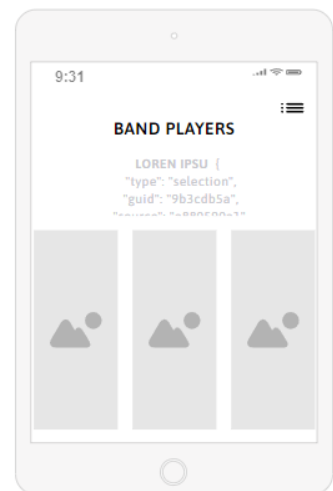 9:31
BAND PLAYERS
LOREN IPSU {
"type": "selection",
"guid": "9b3cdb5a",